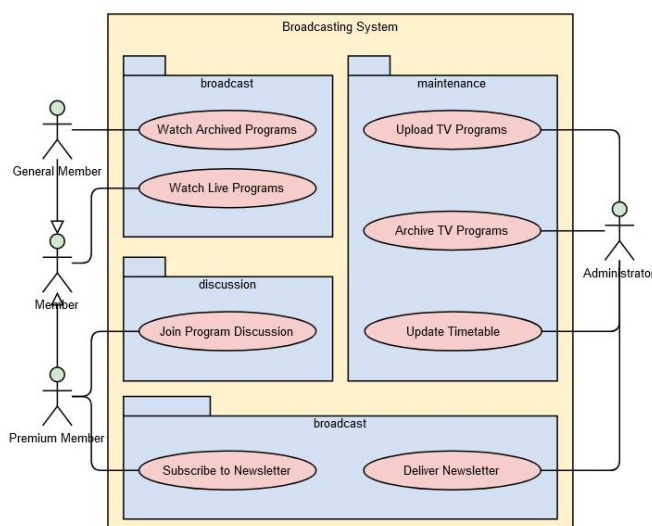 Broadcasting System
broadcast
maintenance
Watch Archived Programs
Upload TV Programs
General Member
Watch Live Programs
Archive TV Programs
Member
Administrator
discussion
Join Program Discussion
Update Timetable
Premium Member
broadcast
Subscribe to Newsletter
Deliver Newsletter